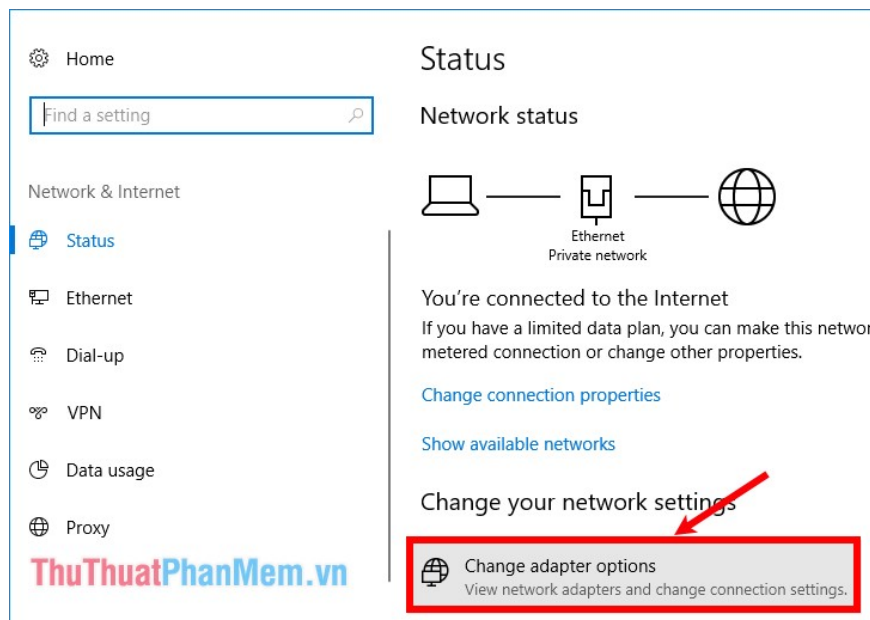 Home
Find a setting
Network & Internet
Status
Ethernet
Dial-up
VPN
Data usage
Proxy
ThuThuatPhanMem.vn
Status
Network status
Ethernet
Private network
You're connected to the Internet
If you have a limited data plan, you can make this networ
metered connection or change other properties.
Change connection properties
Show available networks
Change your network settings
Change adapter options
View network adapters and change connection settings.